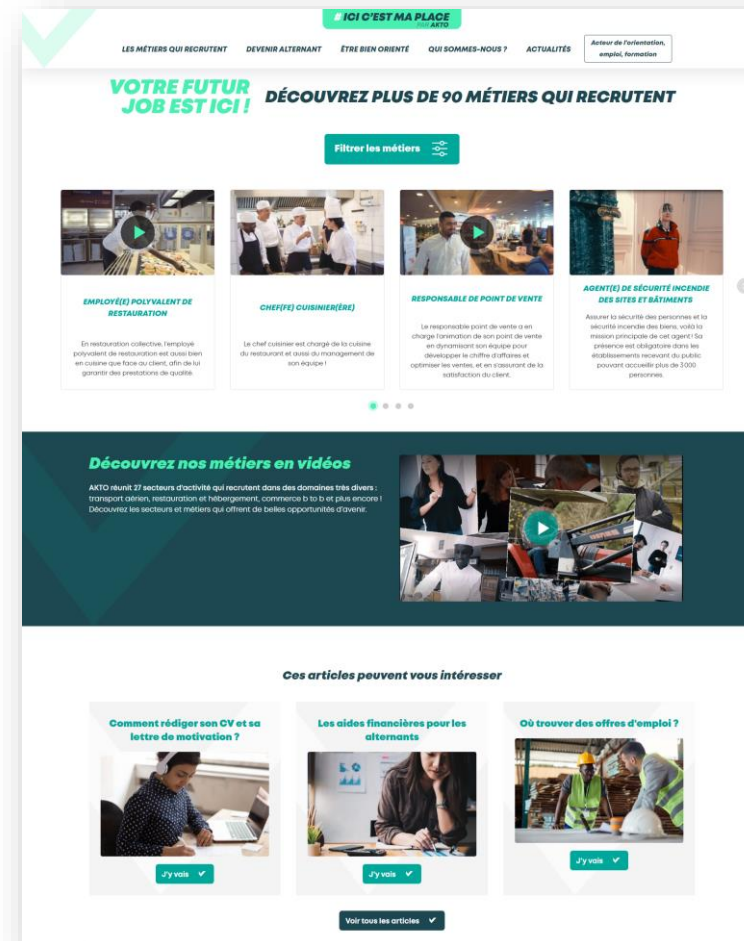 # ICI C'EST MA PLACE
PAR AKTO
LES MÉTIERS QUI RECRUTENT
DEVENIR ALTERNANT
ÊTRE BIEN ORIENTÉ
QUI SOMMES-NOUS ?
ACTUALITÉS
Acteur de l'orientation,
emploi, formation
VOTRE FUTUR
JOB EST ICI !
DÉCOUVREZ PLUS DE 90 MÉTIERS QUI RECRUTENT
Filtrer les métiers
EMPLOYÉ(E) POLYVALENT DE
RESTAURATION
En restauration collective, l'employé
polyvalent de restauration est aussi bien
en cuisine que face au client, afin de lui
garantir des prestations de qualité.
CHEF(FE) CUISINIER(ÈRE)
Le chef cuisinier est chargé de la cuisine
du restaurant et aussi du management de
son équipe !
RESPONSABLE DE POINT DE VENTE
Le responsable point de vente a en
charge l'animation de son point de vente
en dynamisant son équipe pour
développer le chiffre d'affaires et
optimiser les ventes, et en s'assurant de la
satisfaction du client.
AGENT(E) DE SÉCURITÉ INCENDIE
DES SITES ET BÂTIMENTS
Assurer la sécurité des personnes et la
sécurité incendie des biens, voilà la
mission principale de cet agent ! Sa
présence est obligatoire dans les
établissements recevant du public
pouvant accueillir plus de 3 000
personnes.
Découvrez nos métiers en vidéos
AKTO réunit 27 secteurs d'activité qui recrutent dans des domaines très divers :
transport aérien, restauration et hébergement, commerce b to b et plus encore !
Découvrez les secteurs et métiers qui offrent de belles opportunités d'avenir.
Ces articles peuvent vous intéresser
Comment rédiger son CV et sa
lettre de motivation ?
J'y vais
Les aides financières pour les
alternants
J'y vais
Où trouver des offres d'emploi ?
J'y vais
Voir tous les articles